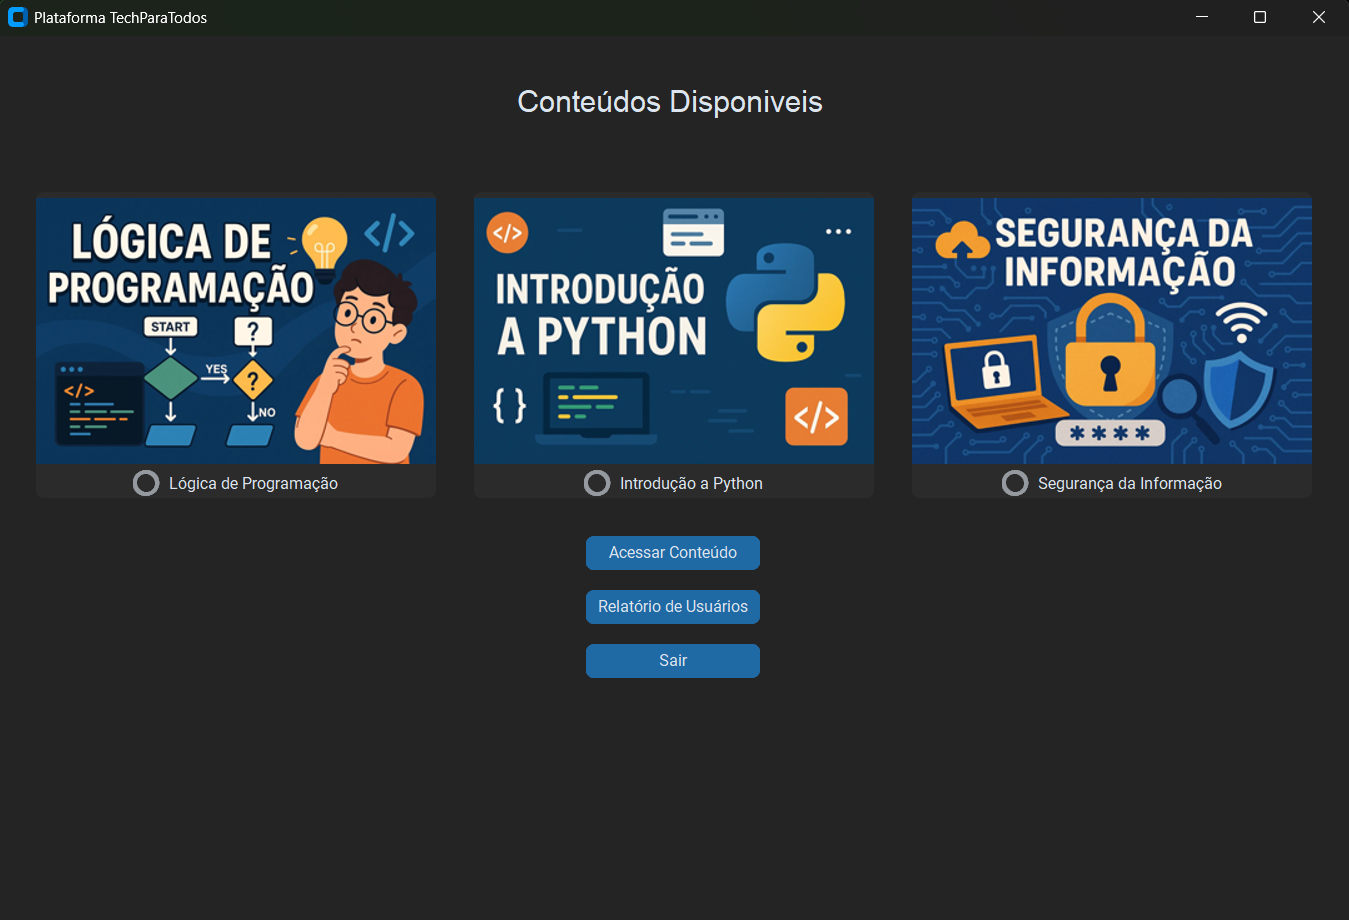 Plataforma TechParaTodos
Conteúdos Disponiveis
LÓGICA DE
PROGRAMAÇÃO
</>
START
?
YES
?
NO
</>
Lógica de Programação
</>
INTRODUÇÃO
A PYTHON
{ }
</>
Introdução a Python
SEGURANÇA DA
INFORMAÇÃO
****
Segurança da Informação
Acessar Conteúdo
Relatório de Usuários
Sair